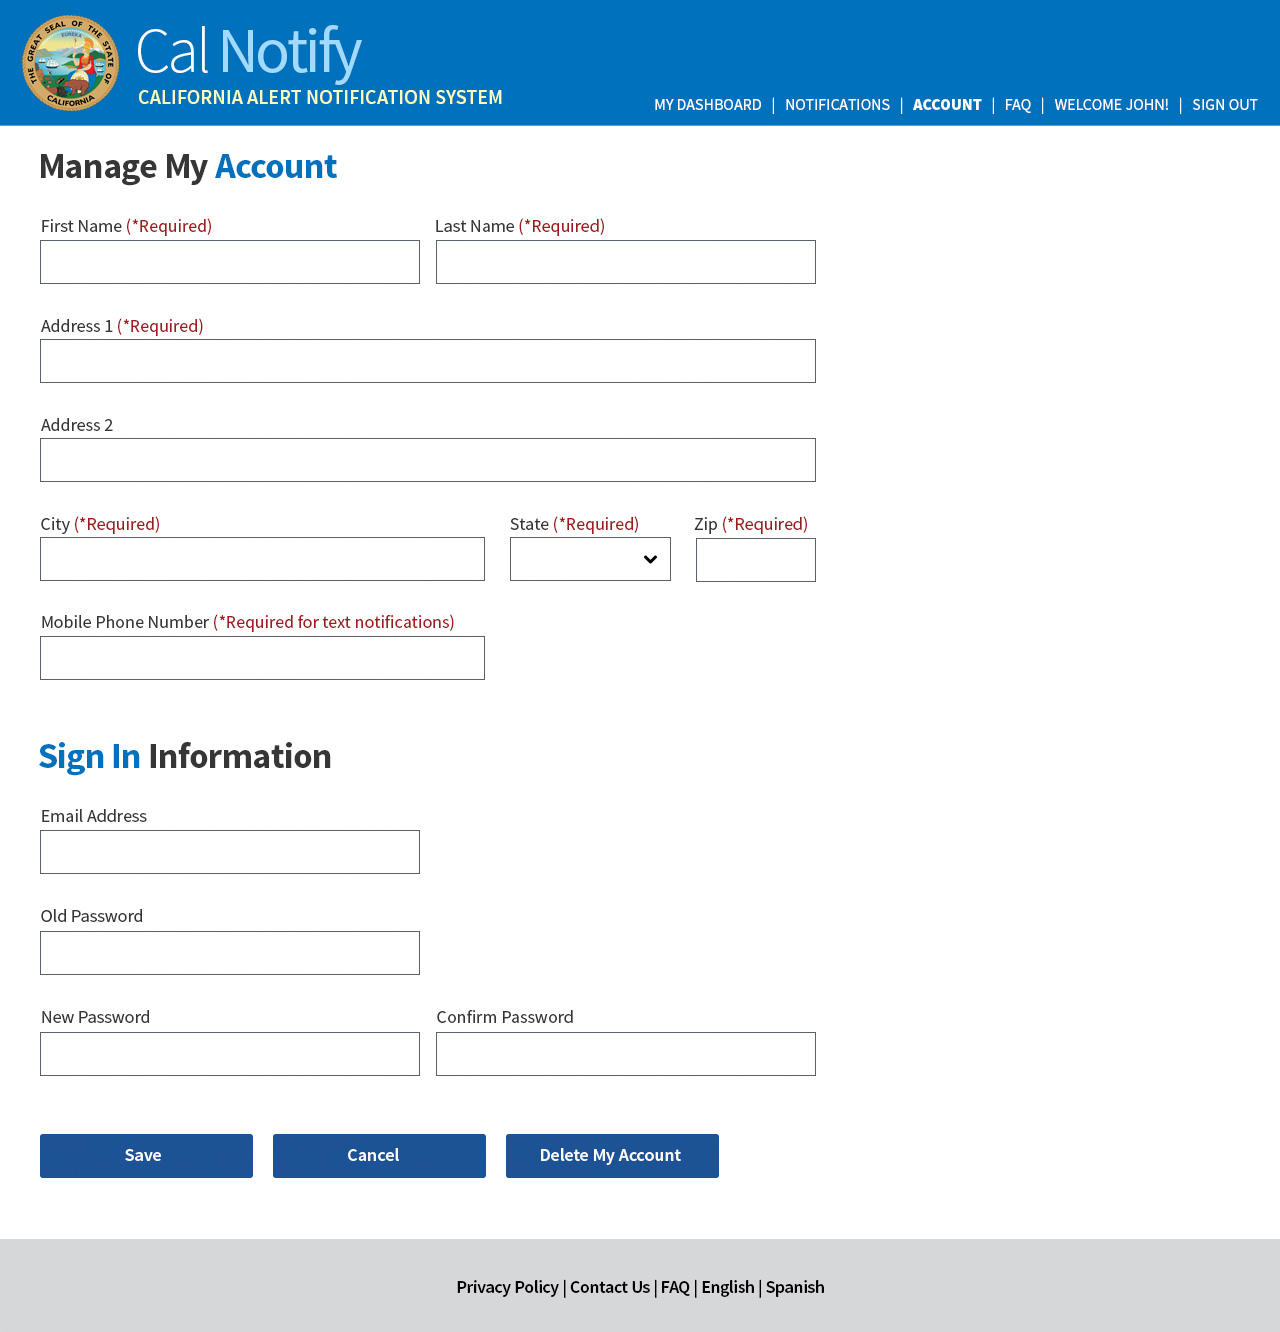 THE GREAT SEAL OF THE STATE OF CALIFORNIA
EUREKA
Cal Notify
CALIFORNIA ALERT NOTIFICATION SYSTEM
MY DASHBOARD | NOTIFICATIONS | ACCOUNT | FAQ | WELCOME JOHN! | SIGN OUT
Manage My Account
First Name (*Required) Last Name (*Required)
Address 1 (*Required)
Address 2
City (*Required) State (*Required) Zip (*Required)
Mobile Phone Number (*Required for text notifications)
Sign In Information
Email Address
Old Password
New Password Confirm Password
Save Cancel Delete My Account
Privacy Policy | Contact Us | FAQ | English | Spanish